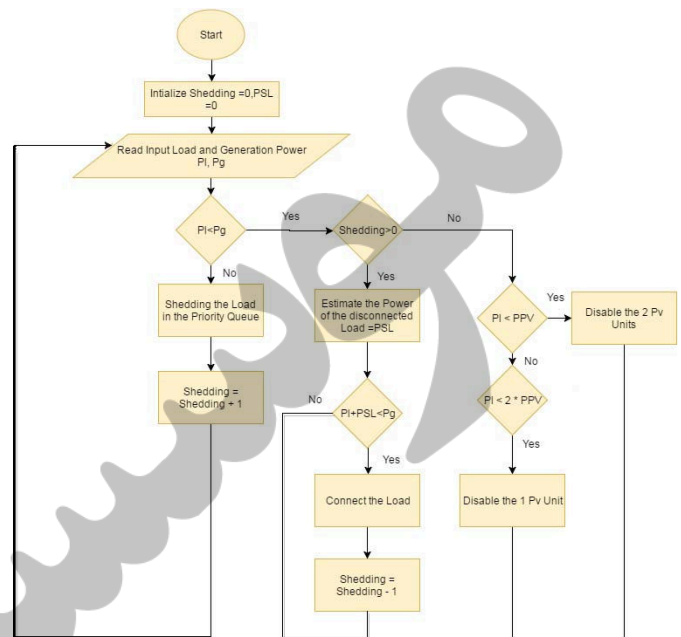 Start
Intialize Shedding =0,PSL
=0
Read Input Load and Generation Power
Pl, Pg
Pl<Pg
Yes
Shedding>0
No
No
Yes
Shedding the Load
in the Priority Queue
Estimate the Power
of the disconnected
Load =PSL
Pl < PPV
Yes
Disable the 2 Pv
Units
No
Shedding =
Shedding + 1
No
Pl+PSL<Pg
Pl < 2 * PPV
Yes
Yes
Connect the Load
Disable the 1 Pv Unit
Shedding =
Shedding - 1